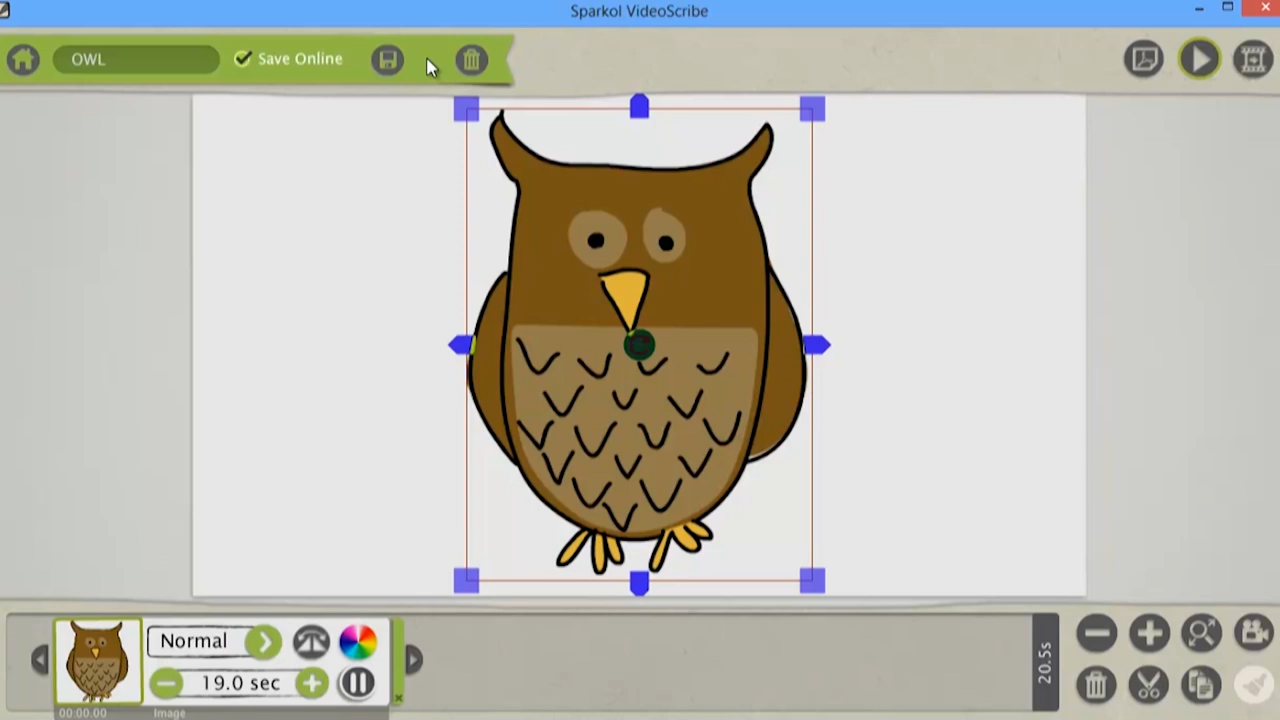 Sparkol VideoScribe
OWL
Save Online
Normal
19.0 sec
20.5s
00:00.00
Image